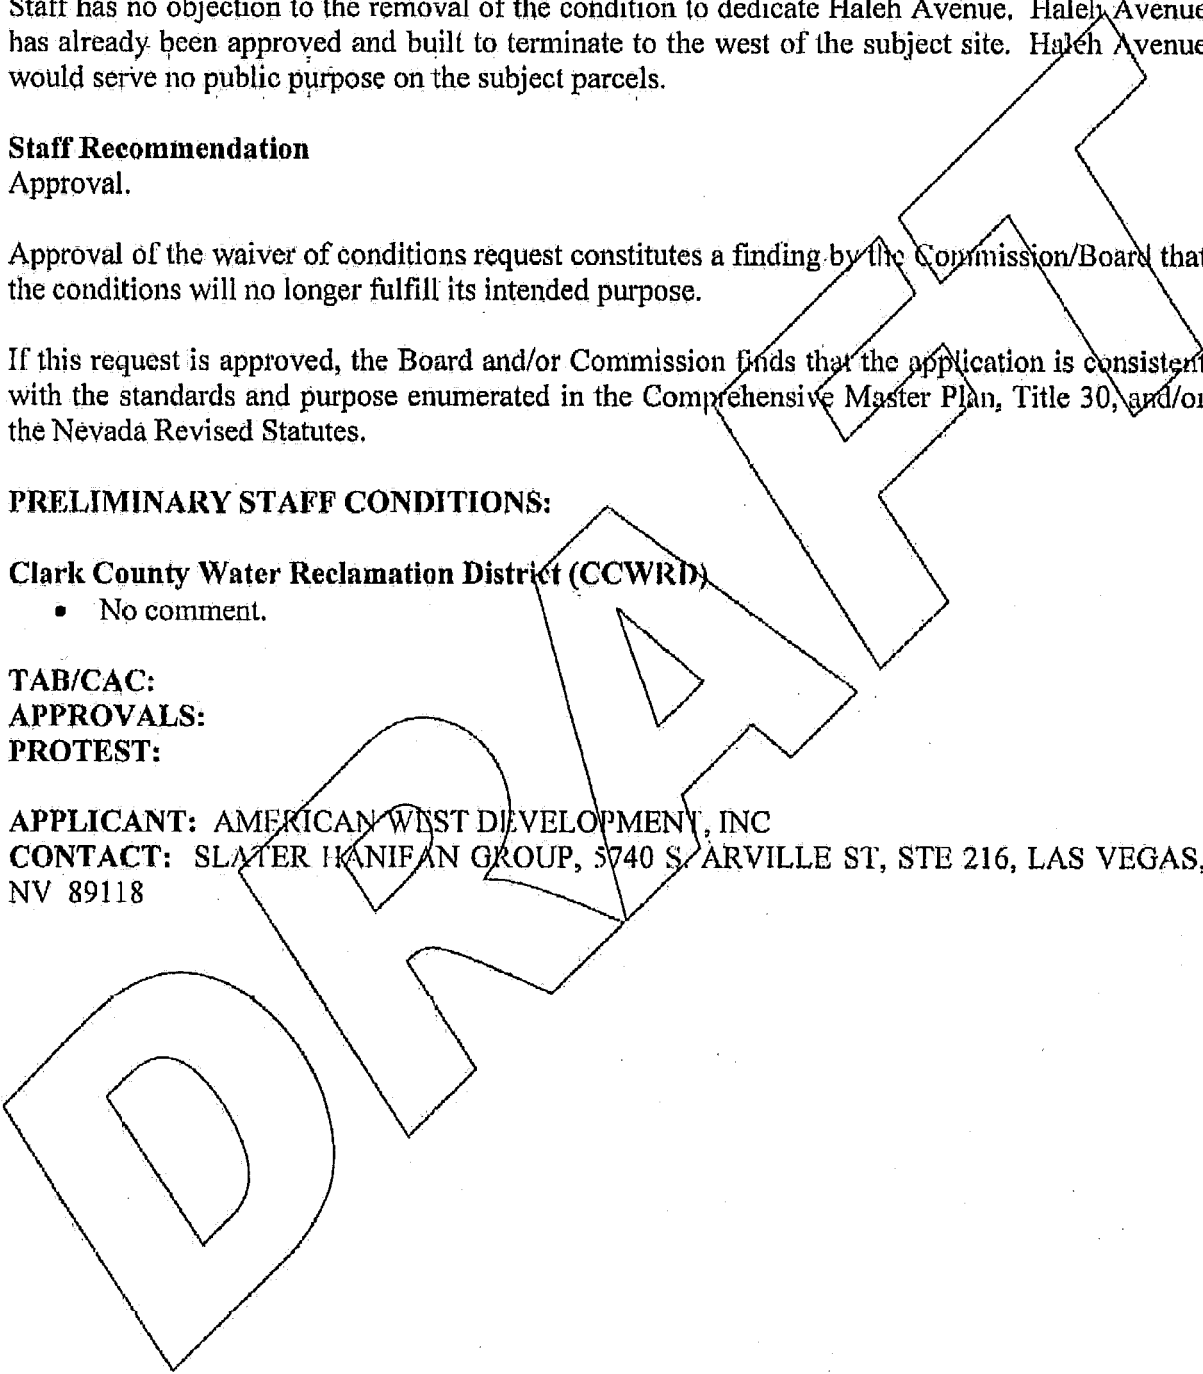 Staff has no objection to the removal of the condition to dedicate Haleh Avenue. Haleh Avenue
has already been approved and built to terminate to the west of the subject site. Haleh Avenue
would serve no public purpose on the subject parcels.
Staff Recommendation
Approval.
Approval of the waiver of conditions request constitutes a finding by the Commission/Board that
the conditions will no longer fulfill its intended purpose.
If this request is approved, the Board and/or Commission finds that the application is consistent
with the standards and purpose enumerated in the Comprehensive Master Plan, Title 30, and/or
the Nevada Revised Statutes.
PRELIMINARY STAFF CONDITIONS:
Clark County Water Reclamation District (CCWRD)
• No comment.
TAB/CAC:
APPROVALS:
PROTEST:
APPLICANT: AMERICAN WEST DEVELOPMENT, INC
CONTACT: SLATER HANIFAN GROUP, 5740 S. ARVILLE ST, STE 216, LAS VEGAS,
NV 89118
DRAFT